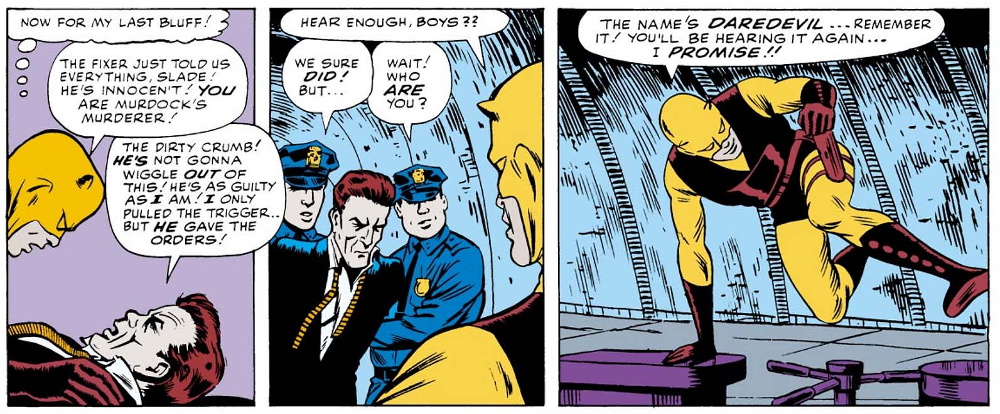 NOW FOR MY LAST BLUFF!
THE FIXER JUST TOLD US
EVERYTHING, SLADE!
HE'S INNOCENT! YOU
ARE MURDOCK'S
MURDERER!
THE DIRTY CRUMB!
HE'S NOT GONNA
WIGGLE OUT OF
THIS! HE'S AS GUILTY
AS I AM! I ONLY
PULLED THE TRIGGER..
BUT HE GAVE THE
ORDERS!
HEAR ENOUGH, BOYS??
WE SURE
DID!
BUT...
WAIT!
WHO
ARE
YOU?
THE NAME'S DAREDEVIL ...REMEMBER
IT! YOU'LL BE HEARING IT AGAIN...
I PROMISE!!